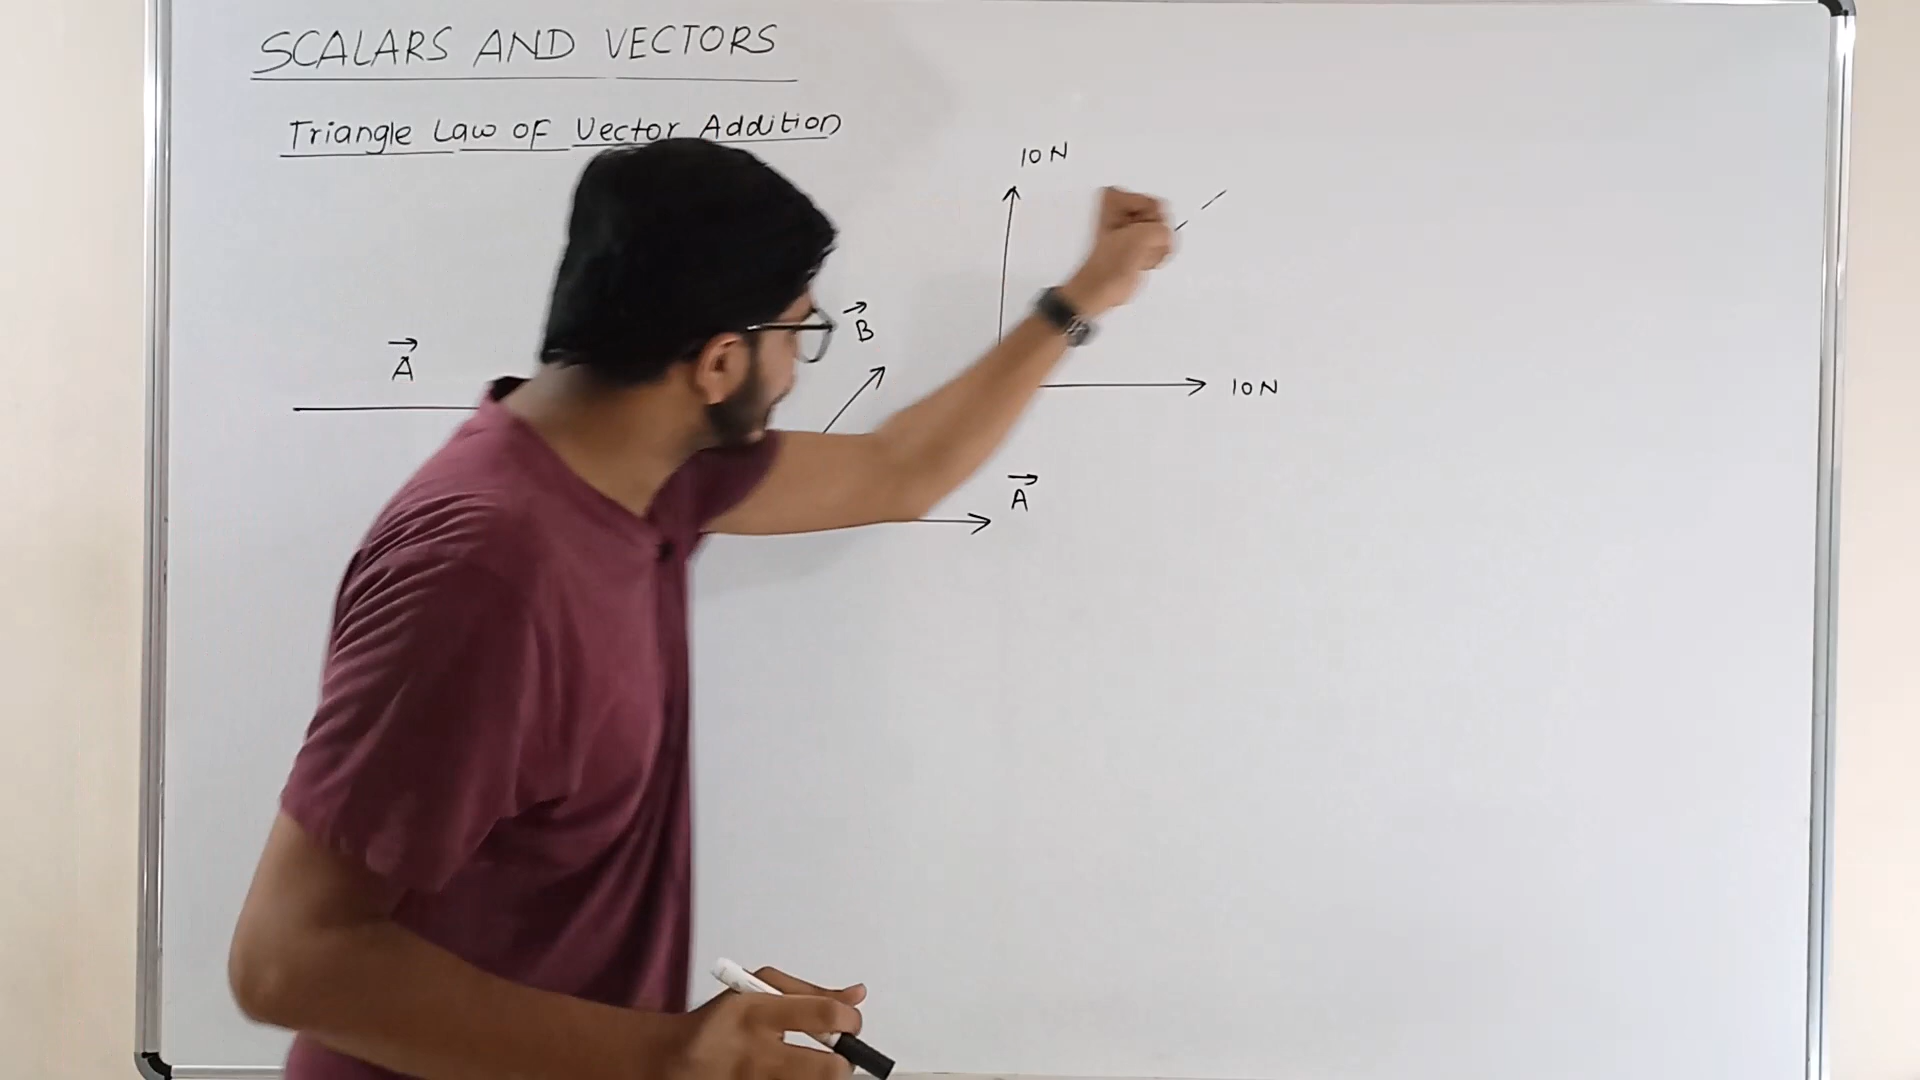 SCALARS AND VECTORS
Triangle Law OF Vector Addition
10 N
B
A
10 N
A